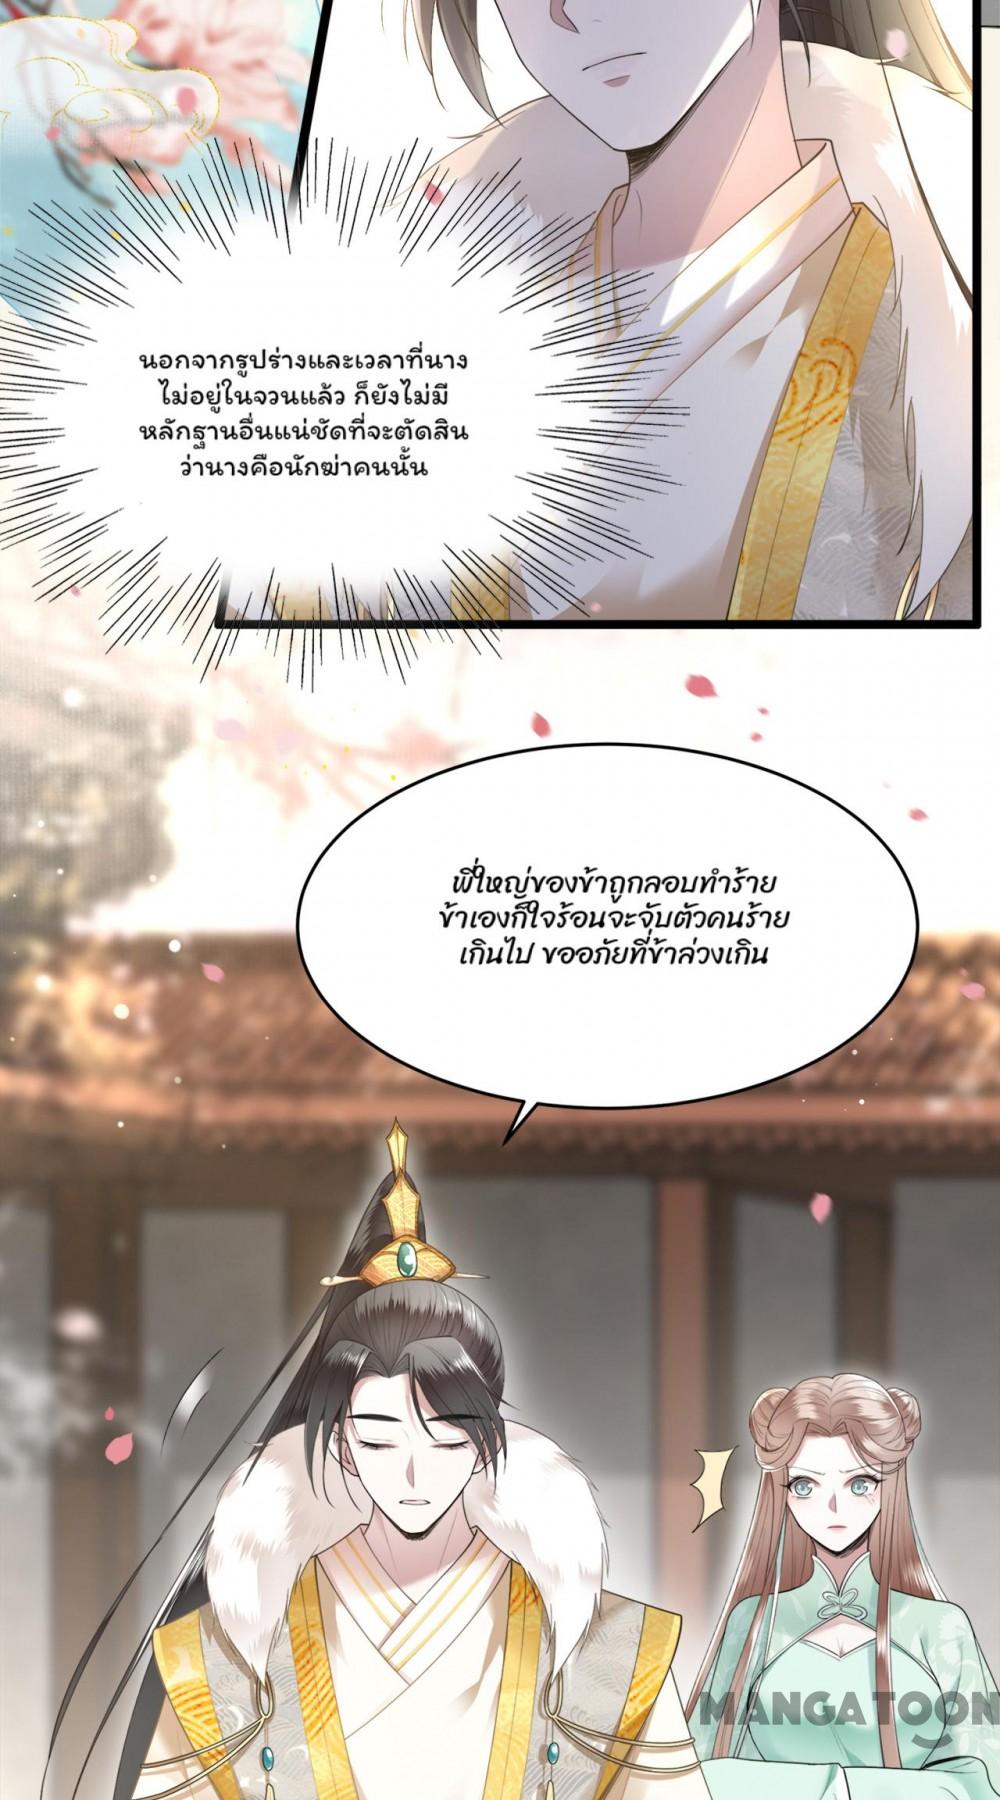 นอกจากรูปร่างและเวลาที่นาง
ไม่อยู่ในจวนแล้ว ก็ยังไม่มี
หลักฐานอื่นแน่ชัดที่จะตัดสิน
ว่านางคือนักฆ่าคนนั้น
พี่ใหญ่ของข้าถูกลอบทำร้าย
ข้าเองก็ใจร้อนจะจับตัวคนร้าย
เกินไป ขออภัยที่ข้าล่วงเกิน
MANGATOON